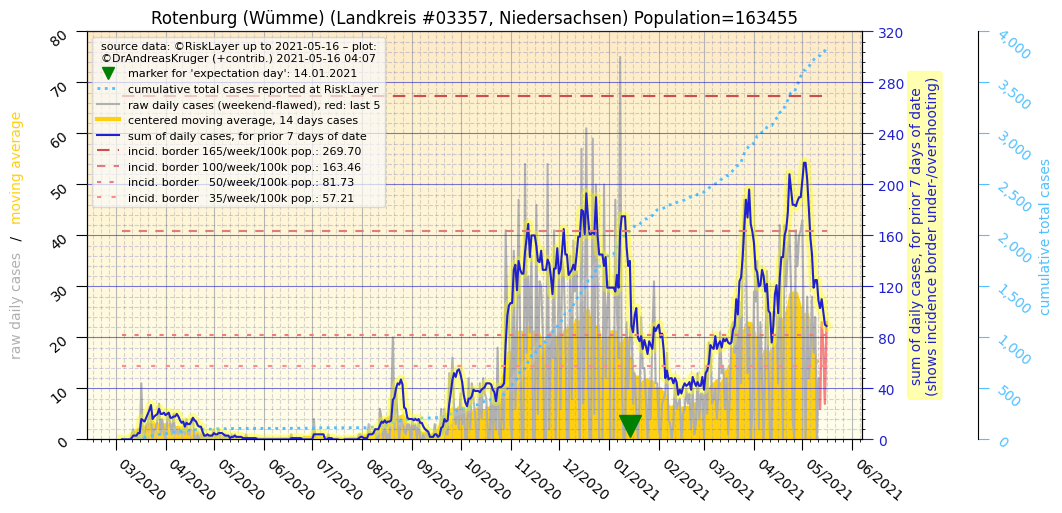 Rotenburg (Wümme) (Landkreis #03357, Niedersachsen) Population=163455
source data: ©RiskLayer up to 2021-05-16 – plot:
©DrAndreasKruger (+contrib.) 2021-05-16 04:07
marker for 'expectation day': 14.01.2021
cumulative total cases reported at RiskLayer
raw daily cases (weekend-flawed), red: last 5
centered moving average, 14 days cases
sum of daily cases, for prior 7 days of date
incid. border 165/week/100k pop.: 269.70
incid. border 100/week/100k pop.: 163.46
incid. border 50/week/100k pop.: 81.73
incid. border 35/week/100k pop.: 57.21
raw daily cases / moving average
80
70
60
50
40
30
20
10
0
03/2020
04/2020
05/2020
06/2020
07/2020
08/2020
09/2020
10/2020
11/2020
12/2020
01/2021
02/2021
03/2021
04/2021
05/2021
06/2021
320
280
240
200
160
120
80
40
0
sum of daily cases, for prior 7 days of date
(shows incidence border under-/overshooting)
4,000
3,500
3,000
2,500
2,000
1,500
1,000
500
0
cumulative total cases